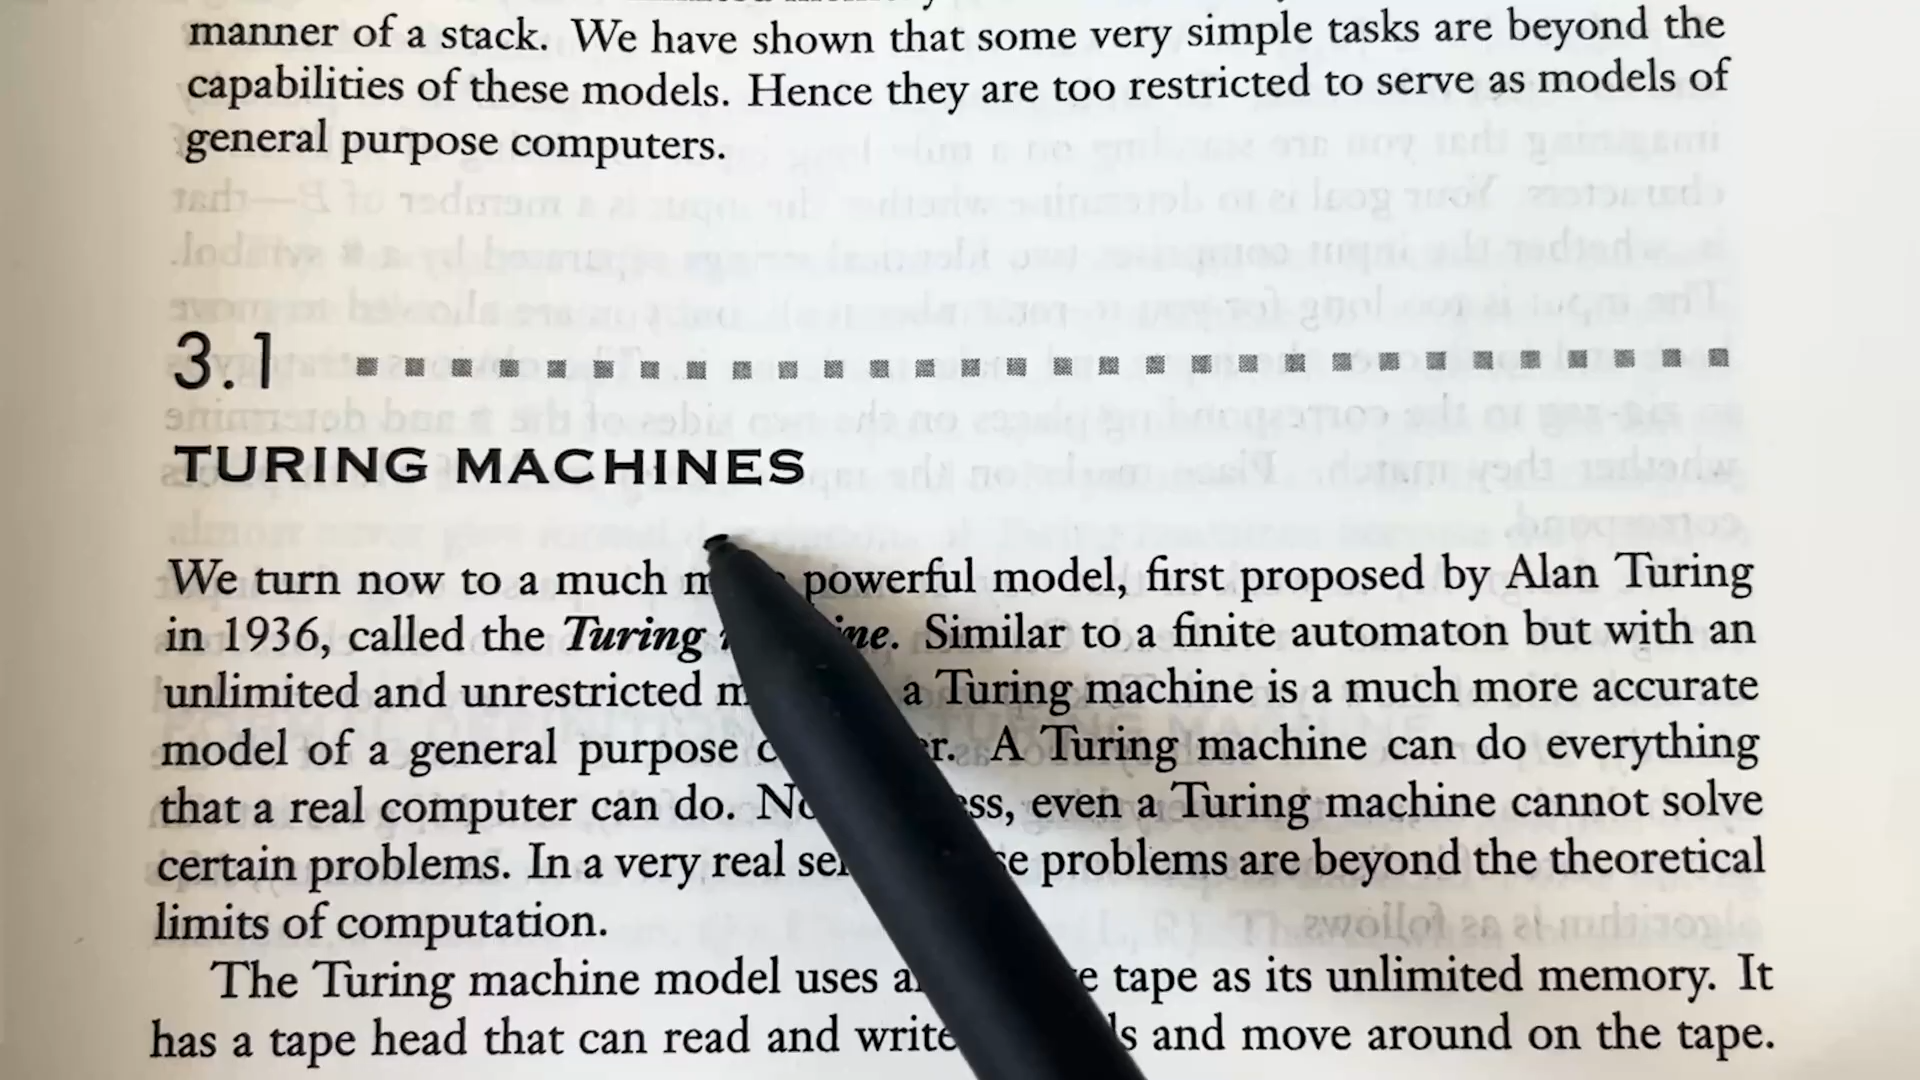 manner of a stack. We have shown that some very simple tasks are beyond the
capabilities of these models. Hence they are too restricted to serve as models of
general purpose computers.
3.1
TURING MACHINES
We turn now to a much powerful model, first proposed by Alan Turing
in 1936, called the Turing ine. Similar to a finite automaton but with an
unlimited and unrestricted a Turing machine is a much more accurate
model of a general purpose er. A Turing machine can do everything
that a real computer can do. No ess, even a Turing machine cannot solve
certain problems. In a very real se problems are beyond the theoretical
limits of computation.
The Turing machine model uses a tape as its unlimited memory. It
has a tape head that can read and write ls and move around on the tape.